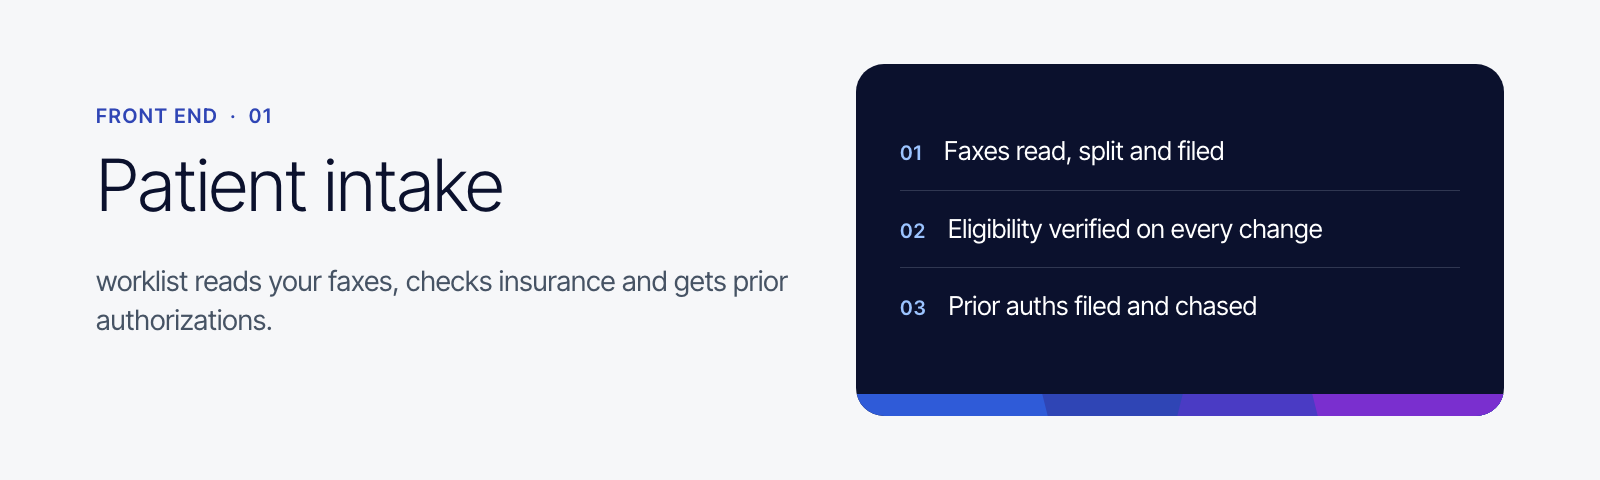 FRONT END · 01
Patient intake
worklist reads your faxes, checks insurance and gets prior
authorizations.
01 Faxes read, split and filed
02 Eligibility verified on every change
03 Prior auths filed and chased